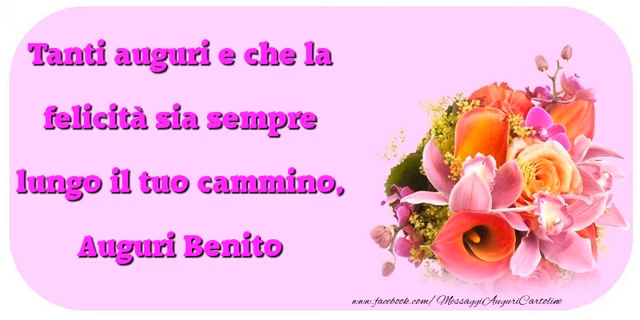 Tanti auguri e che la
felicità sia sempre
lungo il tuo cammino,
Auguri Benito
www.facebook.com/MessaggiAuguriCartoline